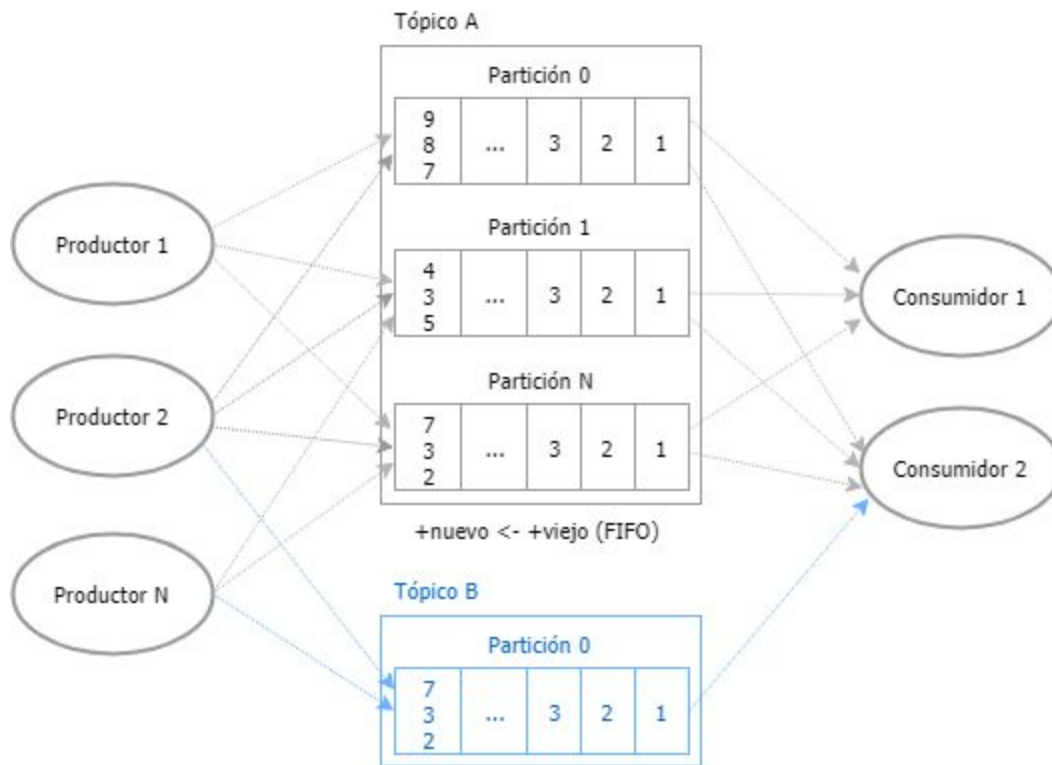 Tópico A
Partición 0
9
8
7
... 3 2 1
Partición 1
4
3
5
... 3 2 1
Partición N
7
3
2
... 3 2 1
+nuevo <- +viejo (FIFO)
Productor 1
Productor 2
Productor N
Consumidor 1
Consumidor 2
Tópico B
Partición 0
7
3
2
... 3 2 1